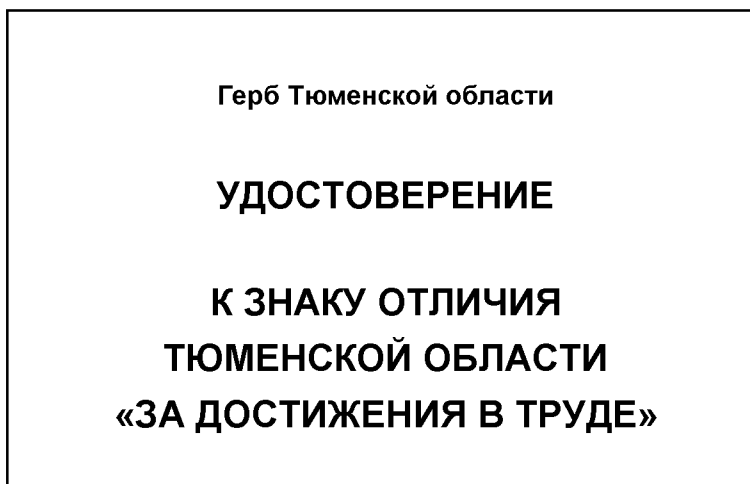 Герб Тюменской области
УДОСТОВЕРЕНИЕ
К ЗНАКУ ОТЛИЧИЯ
ТЮМЕНСКОЙ ОБЛАСТИ
«ЗА ДОСТИЖЕНИЯ В ТРУДЕ»